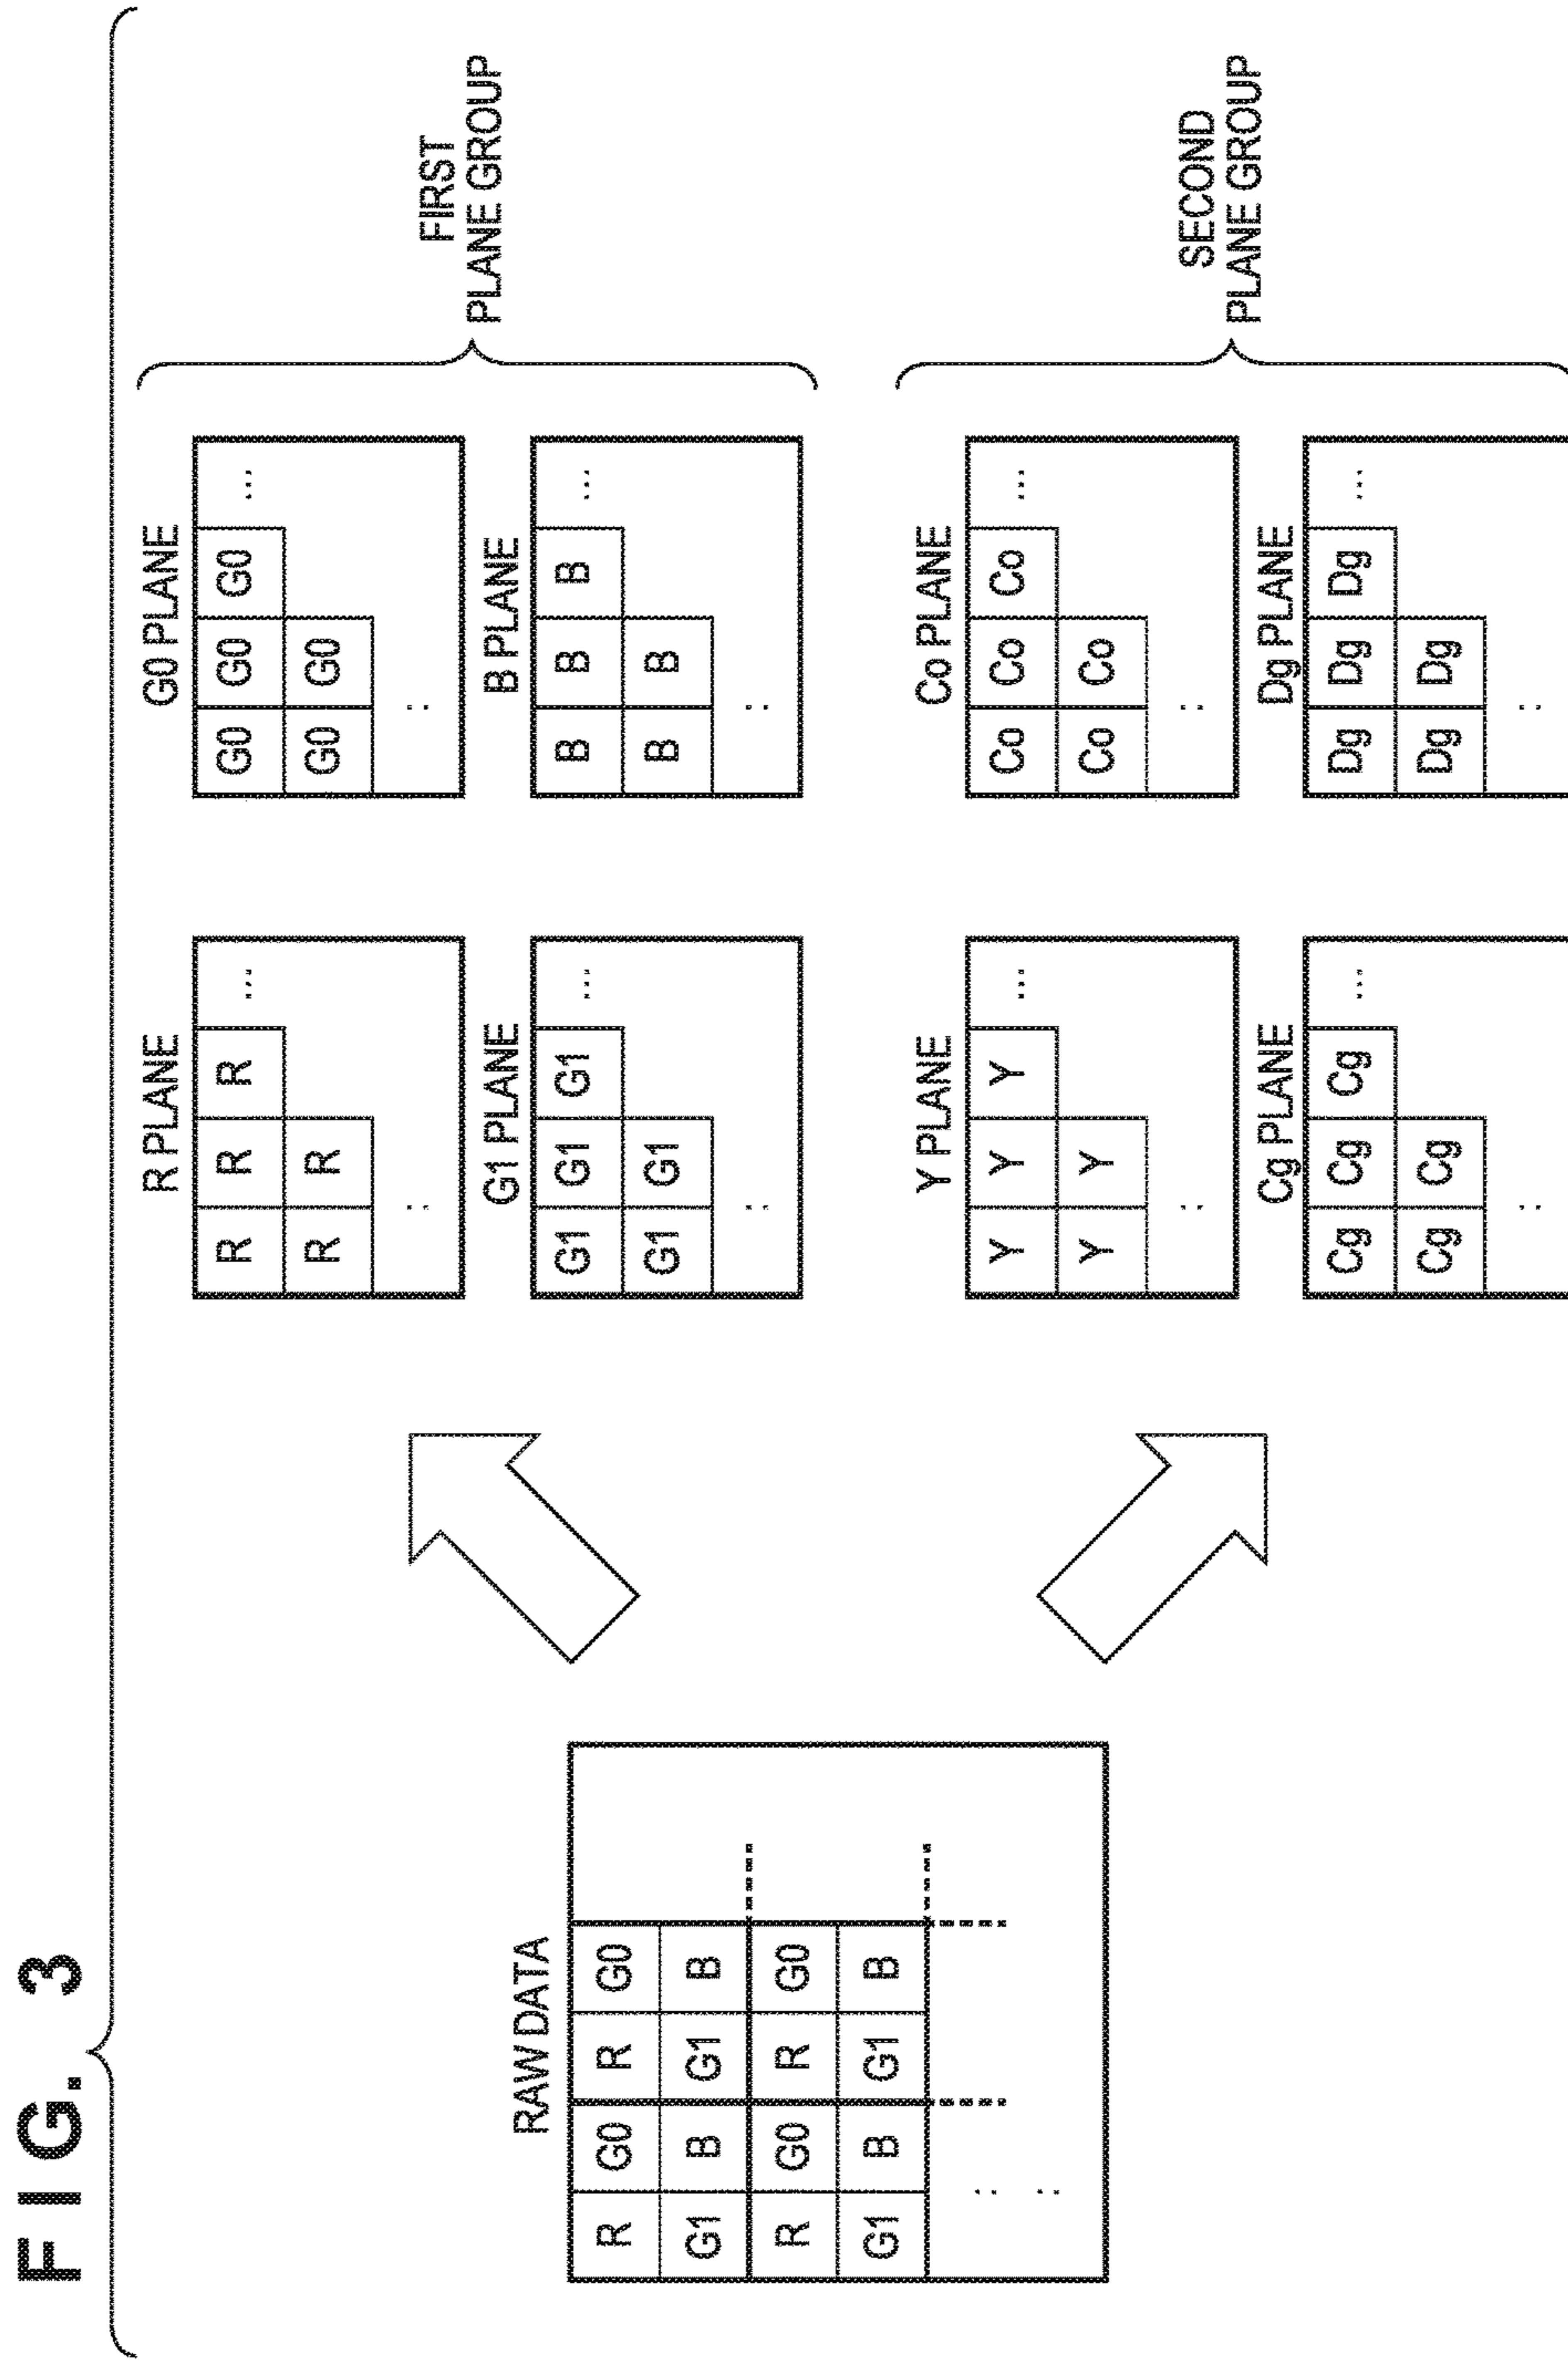 FIG. 3
RAW DATA
R G0 R G0
G1 B G1 B
R G0 R G0
G1 B G1 B
R PLANE
R R R ...
R R
G0 PLANE
G0 G0 G0 ...
G0 G0
G1 PLANE
G1 G1 G1 ...
G1 G1
B PLANE
B B B ...
B B
FIRST
PLANE GROUP
Y PLANE
Y Y Y ...
Y Y
Co PLANE
Co Co Co ...
Co Co
Cg PLANE
Cg Cg Cg ...
Cg Cg
Dg PLANE
Dg Dg Dg ...
Dg Dg
SECOND
PLANE GROUP